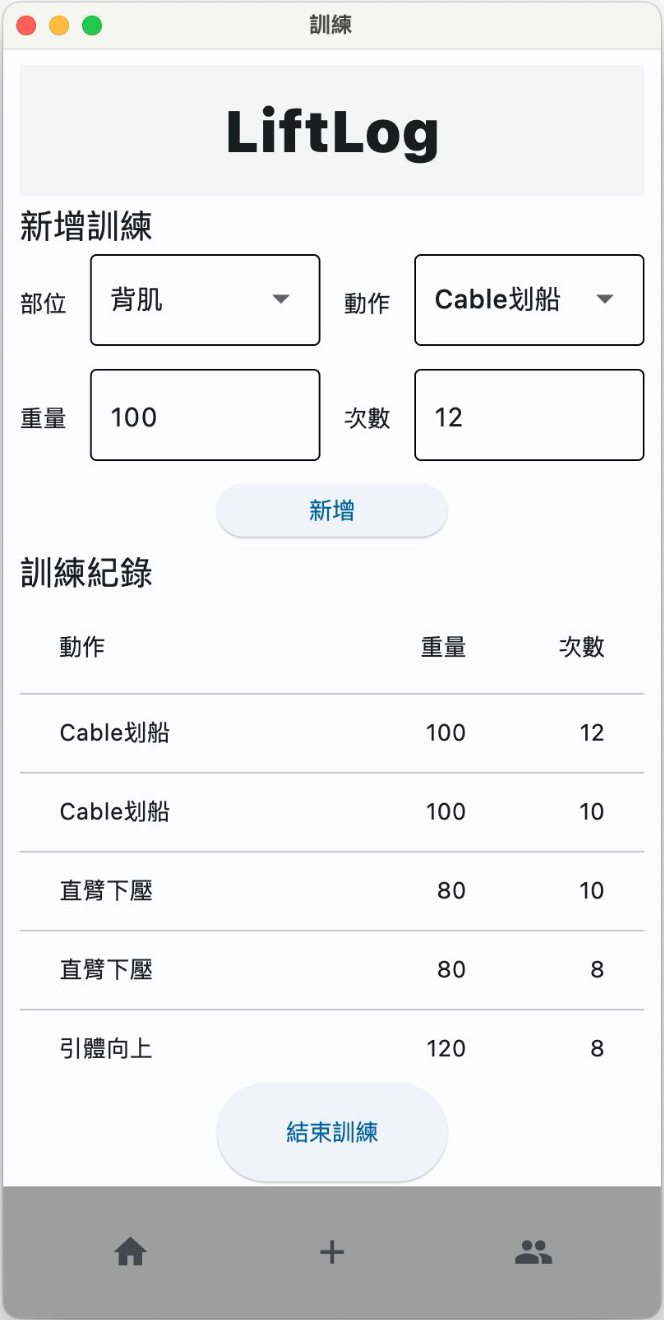 訓練
LiftLog
新增訓練
部位 背肌 動作 Cable划船
重量 100 次數 12
新增
訓練紀錄
動作 重量 次數
Cable划船 100 12
Cable划船 100 10
直臂下壓 80 10
直臂下壓 80 8
引體向上 120 8
結束訓練